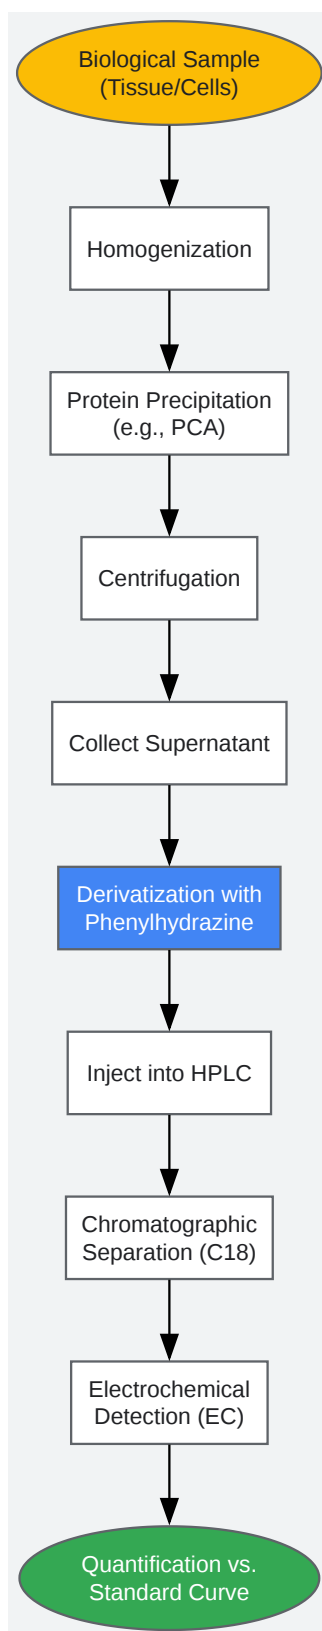 Biological Sample
(Tissue/Cells)
Homogenization
Protein Precipitation
(e.g., PCA)
Centrifugation
Collect Supernatant
Derivatization with
Phenylhydrazine
Inject into HPLC
Chromatographic
Separation (C18)
Electrochemical
Detection (EC)
Quantification vs.
Standard Curve